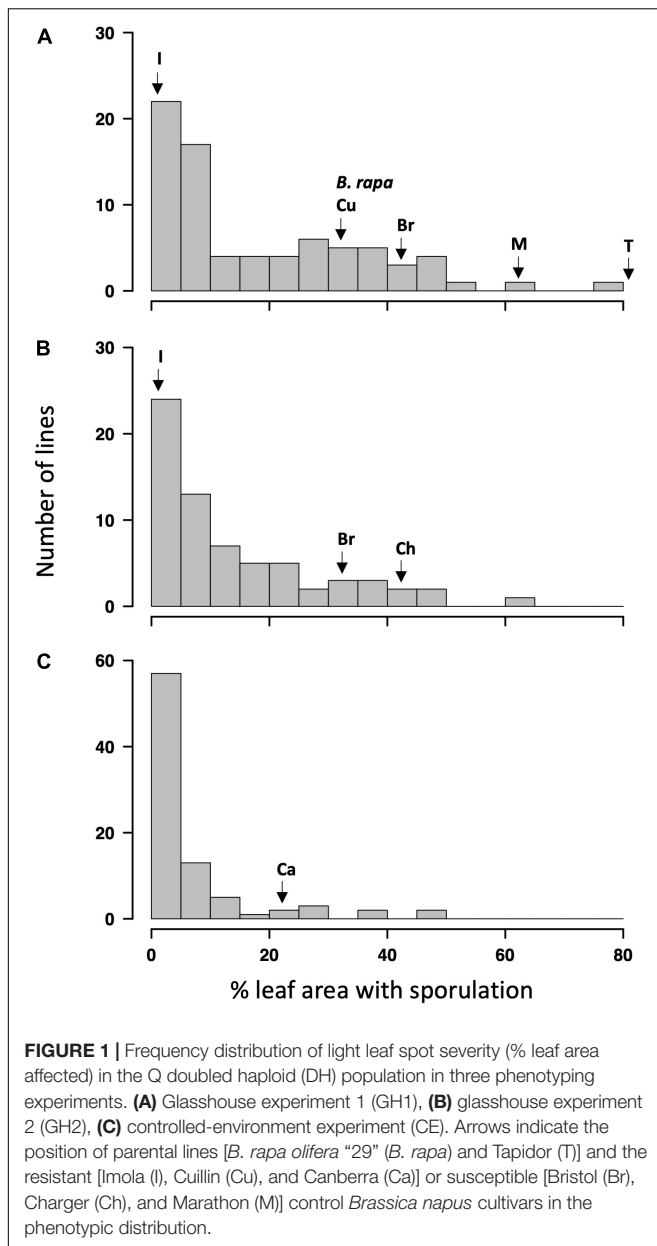 A
30
20
10
0
I
B. rapa
Cu
Br
M
T
B
30
20
10
0
I
Br
Ch
Number of lines
C
60
40
20
0
Ca
0 20 40 60 80
% leaf area with sporulation
FIGURE 1 | Frequency distribution of light leaf spot severity (% leaf area
affected) in the Q doubled haploid (DH) population in three phenotyping
experiments. (A) Glasshouse experiment 1 (GH1), (B) glasshouse experiment
2 (GH2), (C) controlled-environment experiment (CE). Arrows indicate the
position of parental lines [B. rapa olifera “29” (B. rapa) and Tapidor (T)] and the
resistant [Imola (I), Cuillin (Cu), and Canberra (Ca)] or susceptible [Bristol (Br),
Charger (Ch), and Marathon (M)] control Brassica napus cultivars in the
phenotypic distribution.